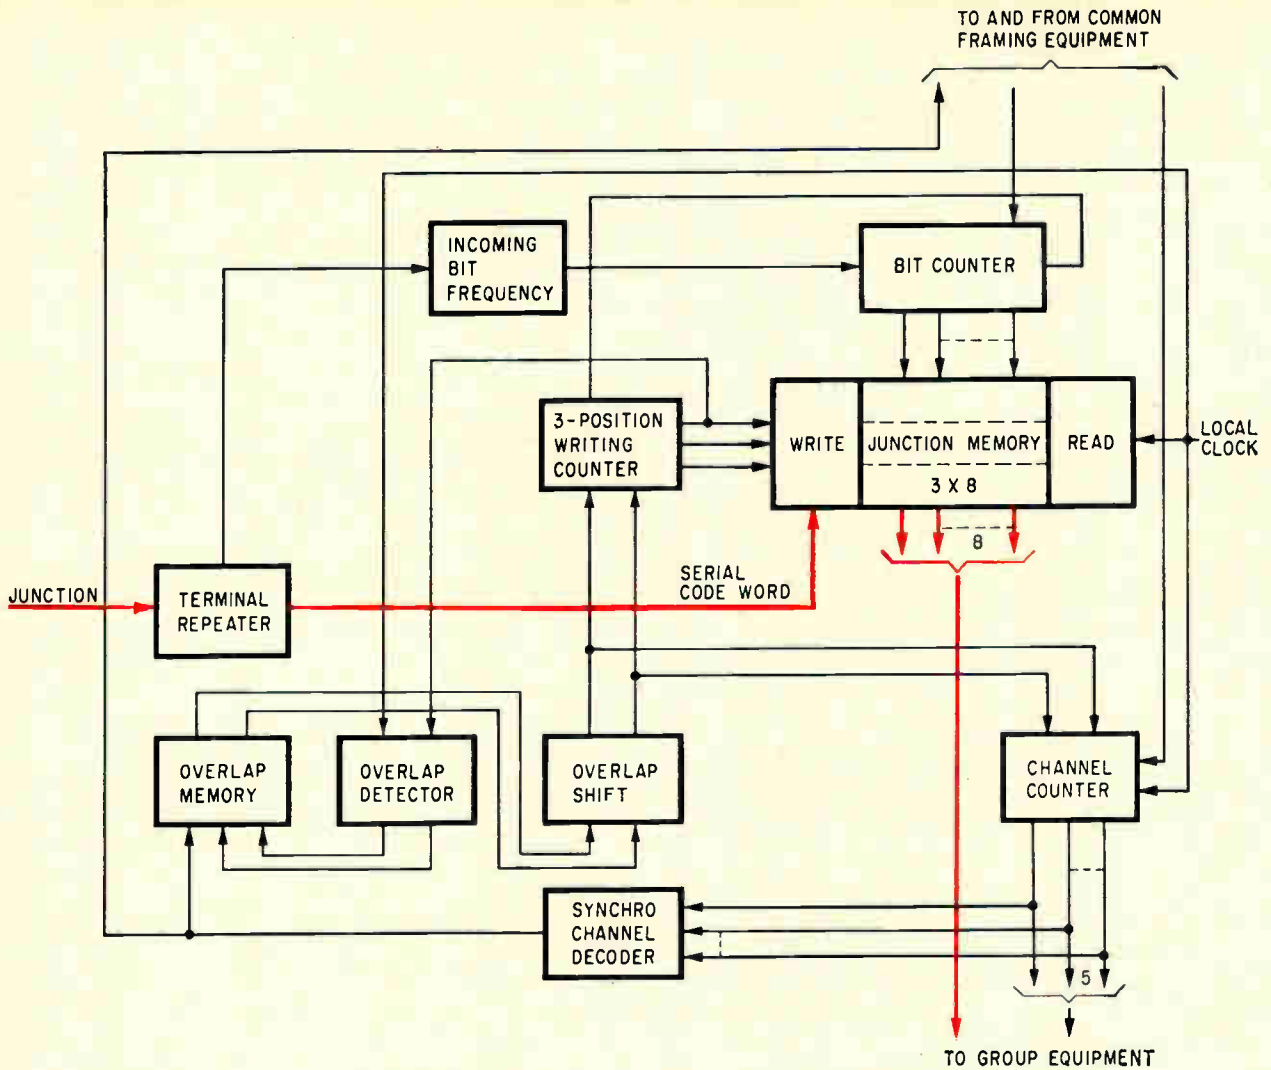 TO AND FROM COMMON
FRAMING EQUIPMENT
INCOMING
BIT
FREQUENCY
BIT COUNTER
3-POSITION
WRITING
COUNTER
WRITE
JUNCTION MEMORY
3 X 8
READ
LOCAL
CLOCK
8
JUNCTION
TERMINAL
REPEATER
SERIAL
CODE WORD
OVERLAP
MEMORY
OVERLAP
DETECTOR
OVERLAP
SHIFT
CHANNEL
COUNTER
SYNCHRO
CHANNEL
DECODER
5
TO GROUP EQUIPMENT